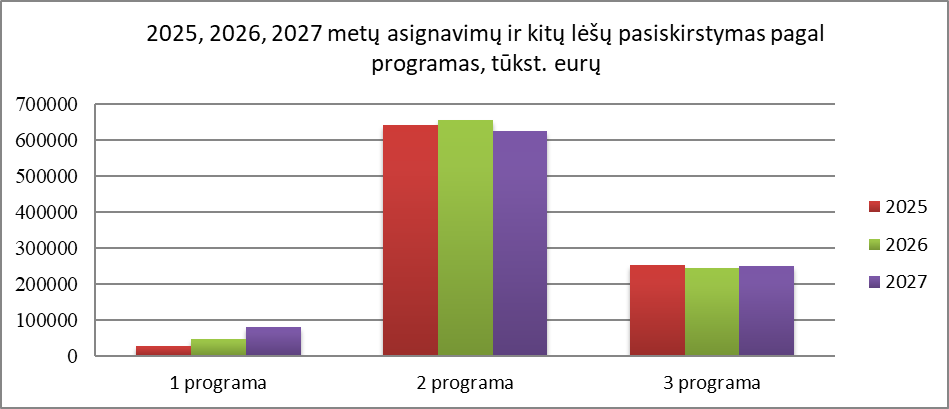 2025, 2026, 2027 metų asignavimų ir kitų lėšų pasiskirstymas pagal
programas, tūkst. eurų
700000
600000
500000
400000
300000
200000
100000
0
1 programa
2 programa
3 programa
2025
2026
2027